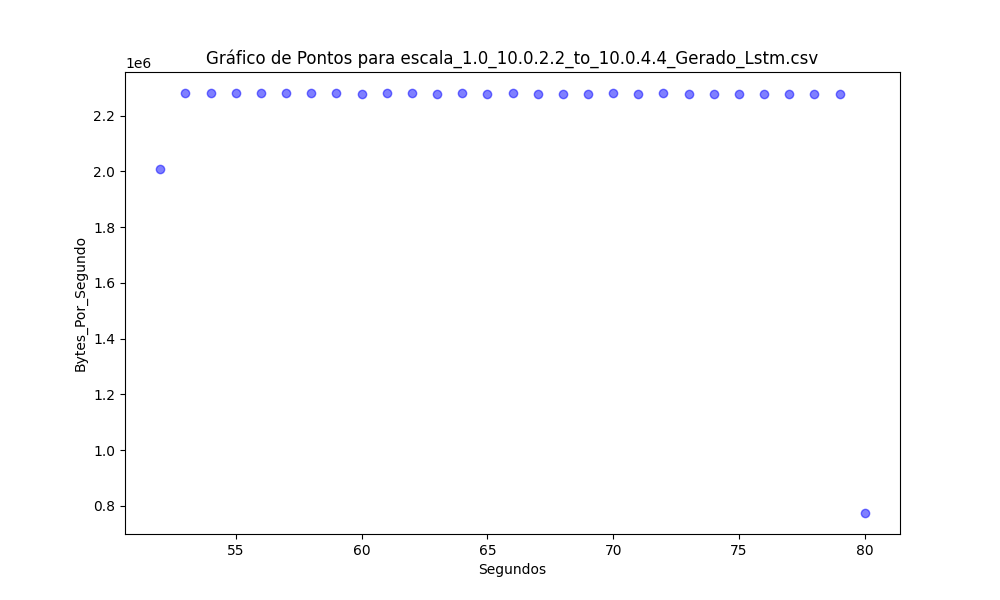 Gráfico de Pontos para escala_1.0_10.0.2.2_to_10.0.4.4_Gerado_Lstm.csv
1e6
2.2
2.0
1.8
1.6
1.4
1.2
1.0
0.8
Bytes_Por_Segundo
55 60 65 70 75 80
Segundos